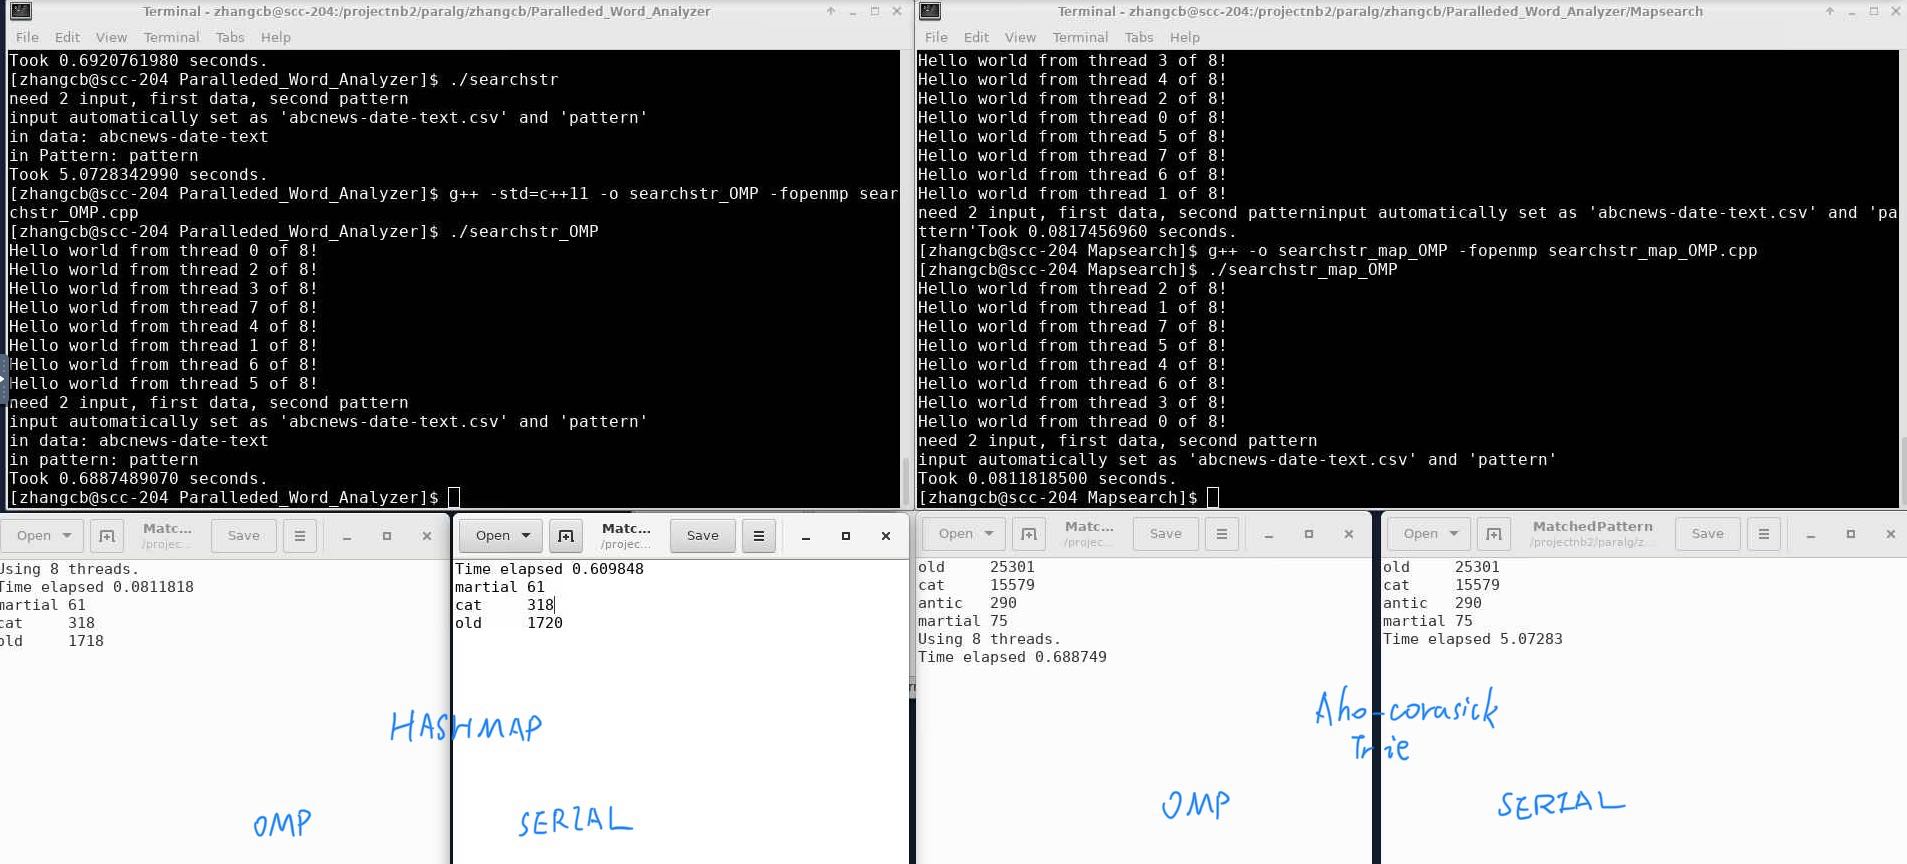 Terminal - zhangcb@scc-204:/projectnb2/paralg/zhangcb/Paralleded_Word_Analyzer
File Edit View Terminal Tabs Help
Took 0.6920761980 seconds.
[zhangcb@scc-204 Paralleded_Word_Analyzer]$ ./searchstr
need 2 input, first data, second pattern
input automatically set as 'abcnews-date-text.csv' and 'pattern'
in data: abcnews-date-text
in Pattern: pattern
Took 5.0728342990 seconds.
[zhangcb@scc-204 Paralleded_Word_Analyzer]$ g++ -std=c++11 -o searchstr_OMP -fopenmp sear
chstr_OMP.cpp
[zhangcb@scc-204 Paralleded_Word_Analyzer]$ ./searchstr_OMP
Hello world from thread 0 of 8!
Hello world from thread 2 of 8!
Hello world from thread 3 of 8!
Hello world from thread 7 of 8!
Hello world from thread 4 of 8!
Hello world from thread 1 of 8!
Hello world from thread 6 of 8!
Hello world from thread 5 of 8!
need 2 input, first data, second pattern
input automatically set as 'abcnews-date-text.csv' and 'pattern'
in data: abcnews-date-text
in pattern: pattern
Took 0.6887489070 seconds.
[zhangcb@scc-204 Paralleded_Word_Analyzer]$
Terminal - zhangcb@scc-204:/projectnb2/paralg/zhangcb/Paralleded_Word_Analyzer/Mapsearch
File Edit View Terminal Tabs Help
Hello world from thread 3 of 8!
Hello world from thread 4 of 8!
Hello world from thread 2 of 8!
Hello world from thread 0 of 8!
Hello world from thread 5 of 8!
Hello world from thread 7 of 8!
Hello world from thread 6 of 8!
Hello world from thread 1 of 8!
need 2 input, first data, second patterninput automatically set as 'abcnews-date-text.csv' and 'pa
ttern'Took 0.0817456960 seconds.
[zhangcb@scc-204 Mapsearch]$ g++ -o searchstr_map_OMP -fopenmp searchstr_map_OMP.cpp
[zhangcb@scc-204 Mapsearch]$ ./searchstr_map_OMP
Hello world from thread 2 of 8!
Hello world from thread 1 of 8!
Hello world from thread 7 of 8!
Hello world from thread 5 of 8!
Hello world from thread 4 of 8!
Hello world from thread 6 of 8!
Hello world from thread 3 of 8!
Hello world from thread 0 of 8!
need 2 input, first data, second pattern
input automatically set as 'abcnews-date-text.csv' and 'pattern'
Took 0.0811818500 seconds.
[zhangcb@scc-204 Mapsearch]$
Open Matc... Save
/projec...
Using 8 threads.
Time elapsed 0.0811818
martial 61
cat 318
old 1718
Open Matc... Save
/projec...
Time elapsed 0.609848
martial 61
cat 318
old 1720
HASHMAP
OMP
SERIAL
Open Matc... Save
/projec...
old 25301
cat 15579
antic 290
martial 75
Using 8 threads.
Time elapsed 0.688749
Open MatchedPattern Save
/projectnb2/paralg/z...
old 25301
cat 15579
antic 290
martial 75
Time elapsed 5.07283
Aho-corasick
Trie
OMP
SERIAL